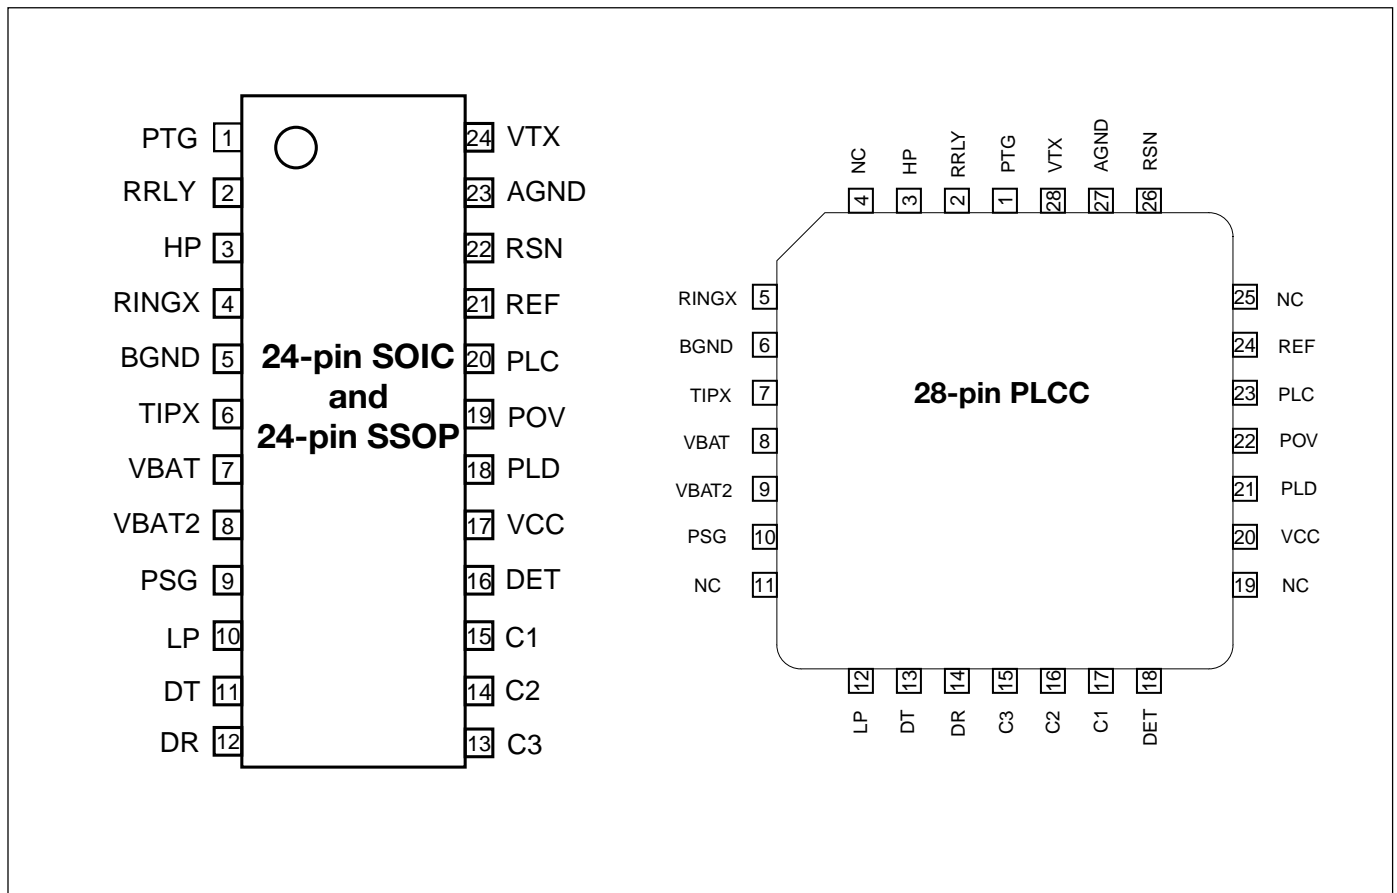 PTG 1
RRLY 2
HP 3
RINGX 4
BGND 5
TIPX 6
VBAT 7
VBAT2 8
PSG 9
LP 10
DT 11
DR 12
24-pin SOIC
and
24-pin SSOP
24 VTX
23 AGND
22 RSN
21 REF
20 PLC
19 POV
18 PLD
17 VCC
16 DET
15 C1
14 C2
13 C3
NC 4
HP 3
RRLY 2
PTG 1
VTX 28
AGND 27
RSN 26
RINGX 5
BGND 6
TIPX 7
VBAT 8
VBAT2 9
PSG 10
NC 11
28-pin PLCC
25 NC
24 REF
23 PLC
22 POV
21 PLD
20 VCC
19 NC
12 LP
13 DT
14 DR
15 C3
16 C2
17 C1
18 DET